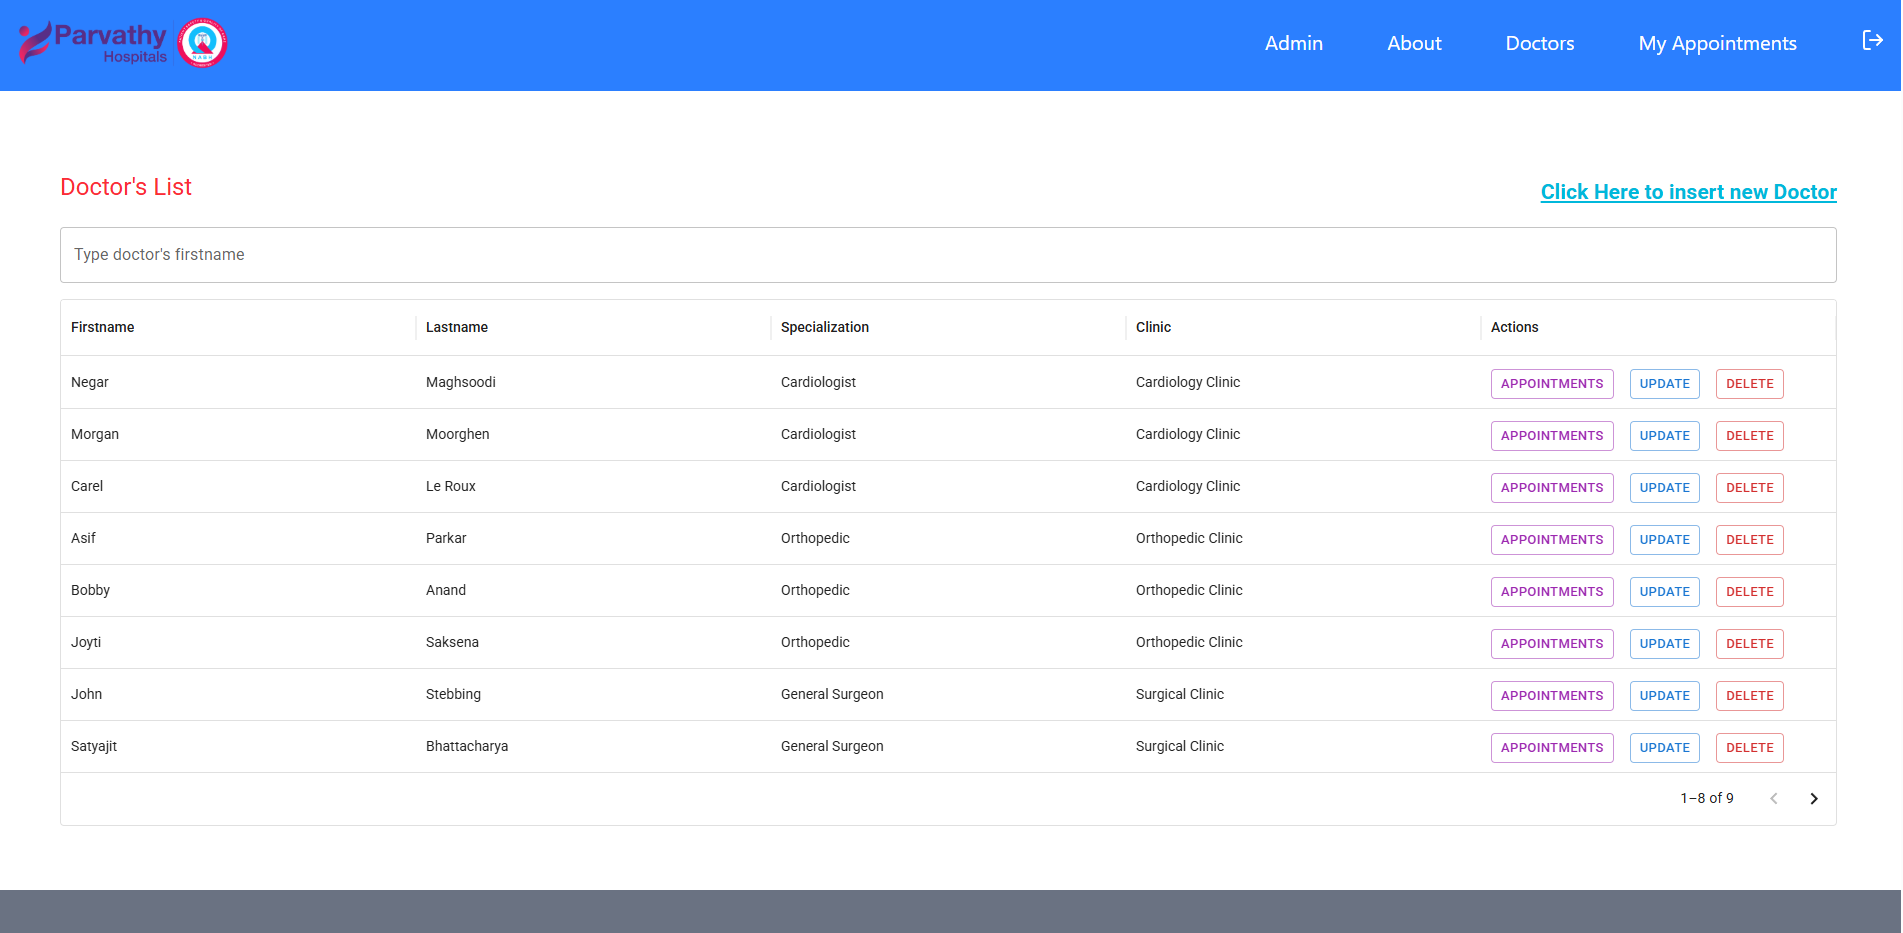 Parvathy
Hospitals
Admin About Doctors My Appointments
Doctor's List
Click Here to insert new Doctor
Type doctor's firstname
Firstname Lastname Specialization Clinic Actions
Negar Maghsoodi Cardiologist Cardiology Clinic APPOINTMENTS UPDATE DELETE
Morgan Moorghen Cardiologist Cardiology Clinic APPOINTMENTS UPDATE DELETE
Carel Le Roux Cardiologist Cardiology Clinic APPOINTMENTS UPDATE DELETE
Asif Parkar Orthopedic Orthopedic Clinic APPOINTMENTS UPDATE DELETE
Bobby Anand Orthopedic Orthopedic Clinic APPOINTMENTS UPDATE DELETE
Joyti Saksena Orthopedic Orthopedic Clinic APPOINTMENTS UPDATE DELETE
John Stebbing General Surgeon Surgical Clinic APPOINTMENTS UPDATE DELETE
Satyajit Bhattacharya General Surgeon Surgical Clinic APPOINTMENTS UPDATE DELETE
1–8 of 9